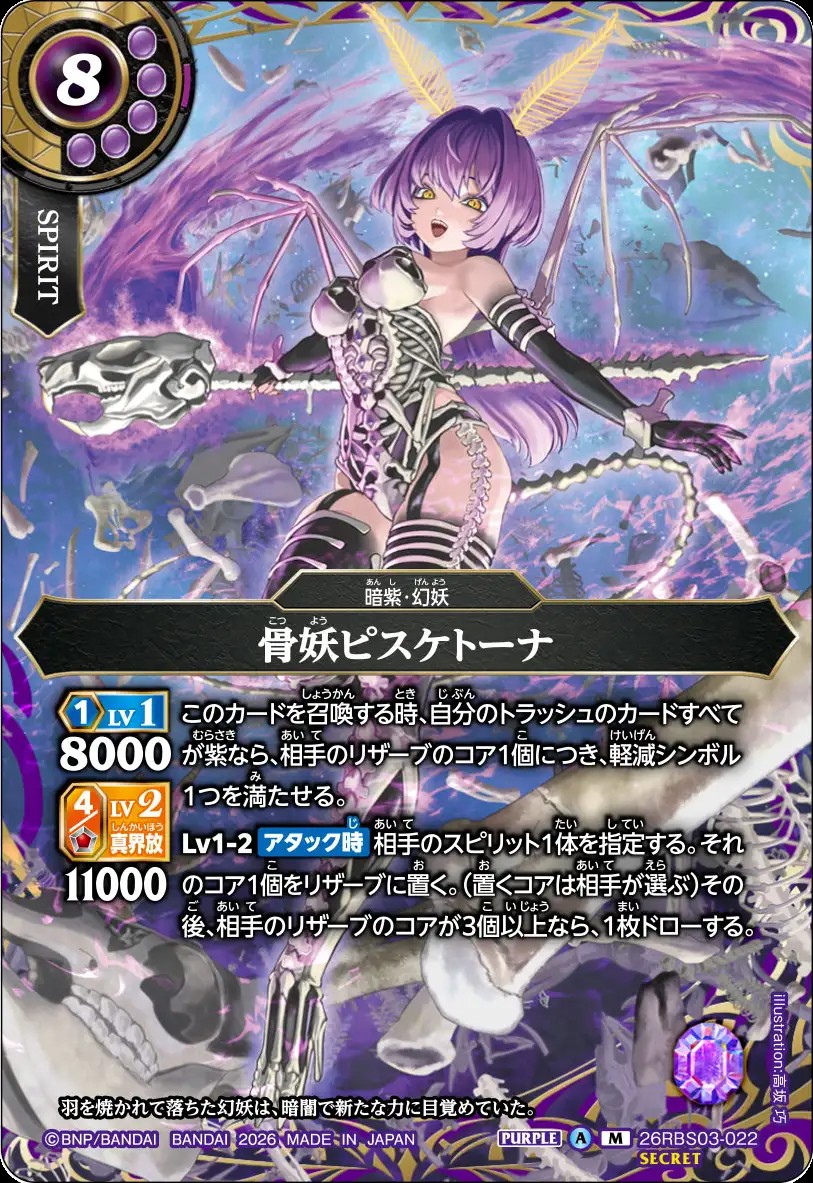 8
SPIRIT
暗紫・幻妖
骨妖ピスケトーナ
1 LV1
8000
4 LV2
真界放
11000
このカードを召喚する時、自分のトラッシュのカードすべて
が紫なら、相手のリザーブのコア1個につき、軽減シンボル
1つを満たせる。
Lv1-2 アタック時 相手のスピリット1体を指定する。それ
のコア1個をリザーブに置く。(置くコアは相手が選ぶ)その
後、相手のリザーブのコアが3個以上なら、1枚ドローする。
illustration:高坂 巧
羽を焼かれて落ちた幻妖は、暗闇で新たな力に目覚めていた。
©BNP/BANDAI BANDAI 2026 MADE IN JAPAN
PURPLE A M 26RBS03-022
SECRET